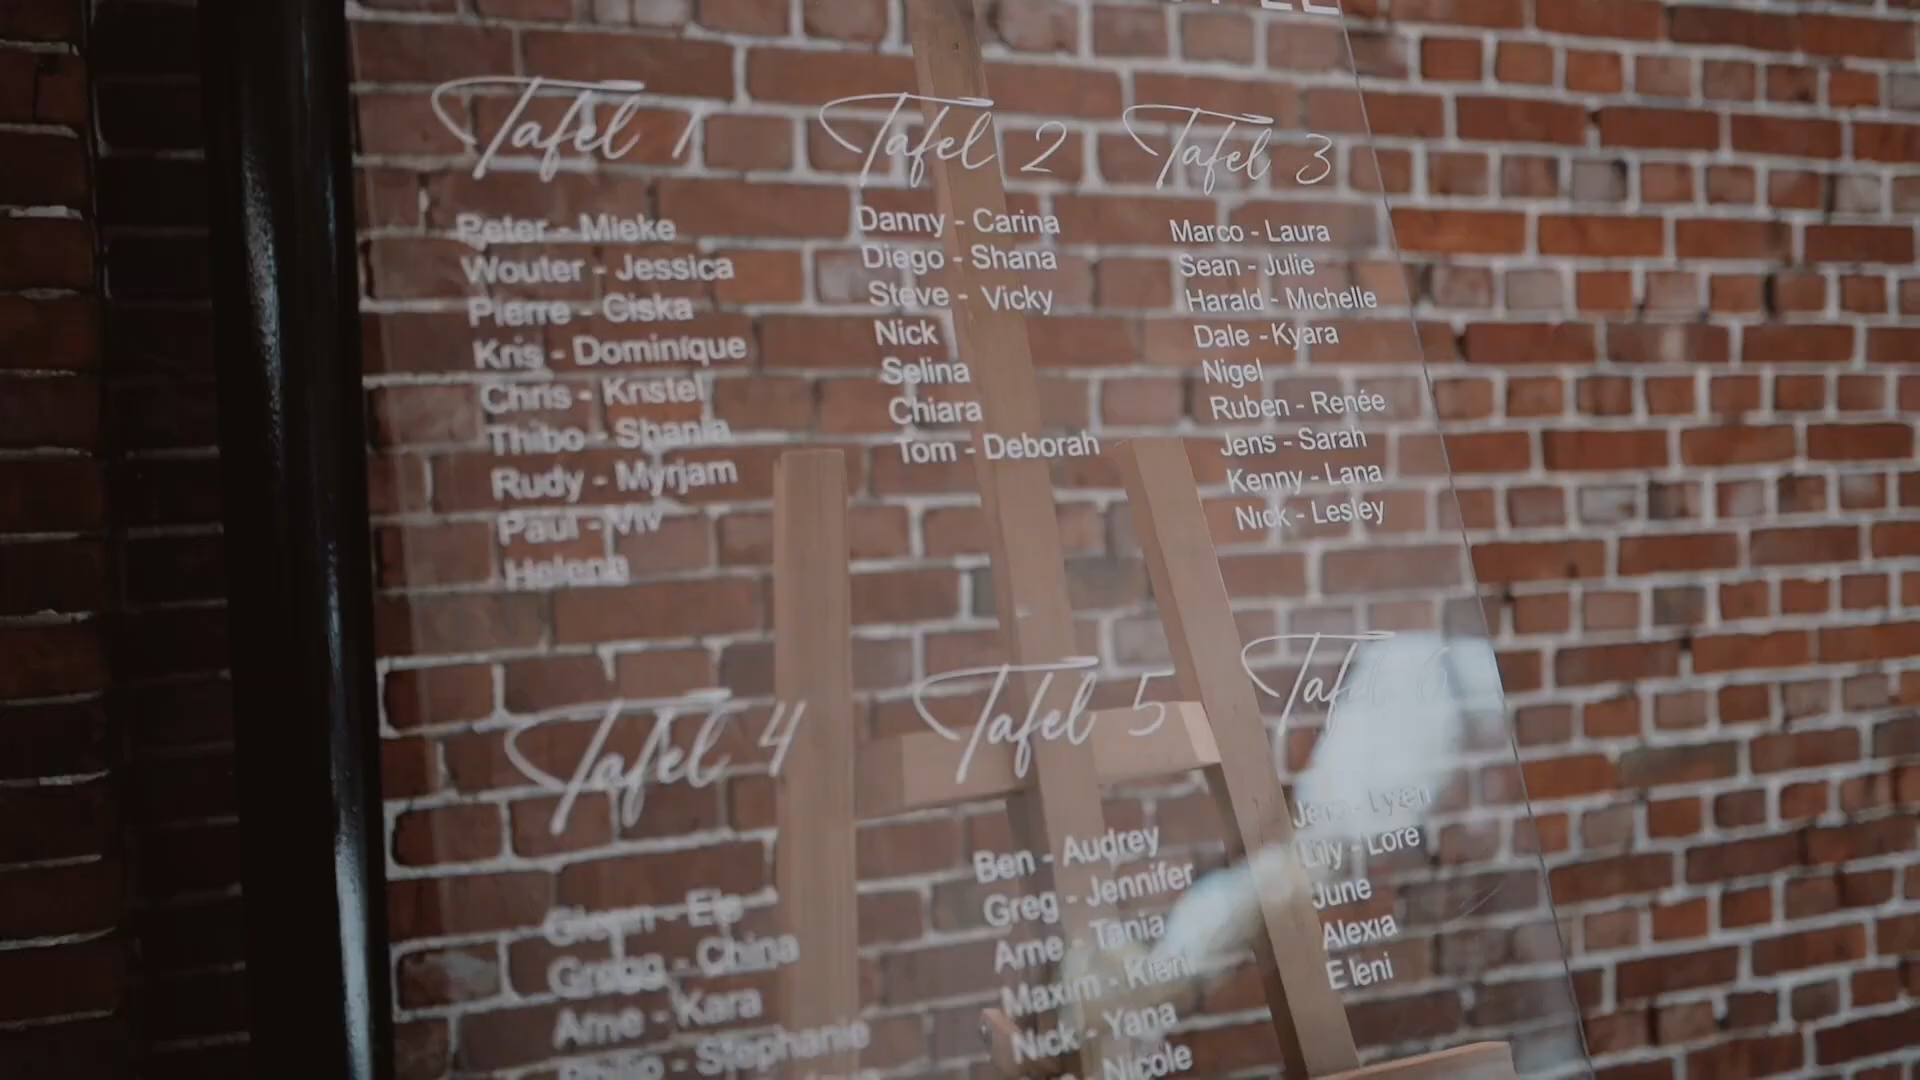 Tafel 1
Peter - Mieke
Wouter - Jessica
Pierre - Ciska
Kris - Dominique
Chris - Kristel
Thibo - Shania
Rudy - Myrjam
Paul - Viv
Helena
Tafel 2
Danny - Carina
Diego - Shana
Steve - Vicky
Nick
Selina
Chiara
Tom - Deborah
Tafel 3
Marco - Laura
Sean - Julie
Harald - Michelle
Dale - Kyara
Nigel
Ruben - Renée
Jens - Sarah
Kenny - Lana
Nick - Lesley
Tafel 4
Glenn - Els
- China
Arne - Kara
- Stephanie
Tafel 5
Ben - Audrey
Greg - Jennifer
Arne - Tania
Maxim -
Nick - Yana
Nicole
Tafel 6
Lily - Lore
June
Alexia
Eleni